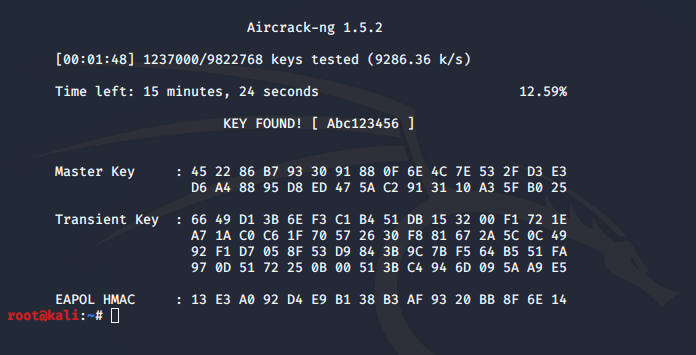 Aircrack-ng 1.5.2
[00:01:48] 1237000/9822768 keys tested (9286.36 k/s)
Time left: 15 minutes, 24 seconds 12.59%
KEY FOUND! [ Abc123456 ]
Master Key : 45 22 86 B7 93 30 91 88 0F 6E 4C 7E 53 2F D3 E3
D6 A4 88 95 D8 ED 47 5A C2 91 31 10 A3 5F B0 25
Transient Key : 66 49 D1 3B 6E F3 C1 B4 51 DB 15 32 00 F1 72 1E
A7 1A C0 C6 1F 70 57 26 30 F8 81 67 2A 5C 0C 49
92 F1 D7 05 8F 53 D9 84 3B 9C 7B F5 64 B5 51 FA
97 0D 51 72 25 0B 00 51 3B C4 94 6D 09 5A A9 E5
EAPOL HMAC : 13 E3 A0 92 D4 E9 B1 38 B3 AF 93 20 BB 8F 6E 14
root@kali:~#